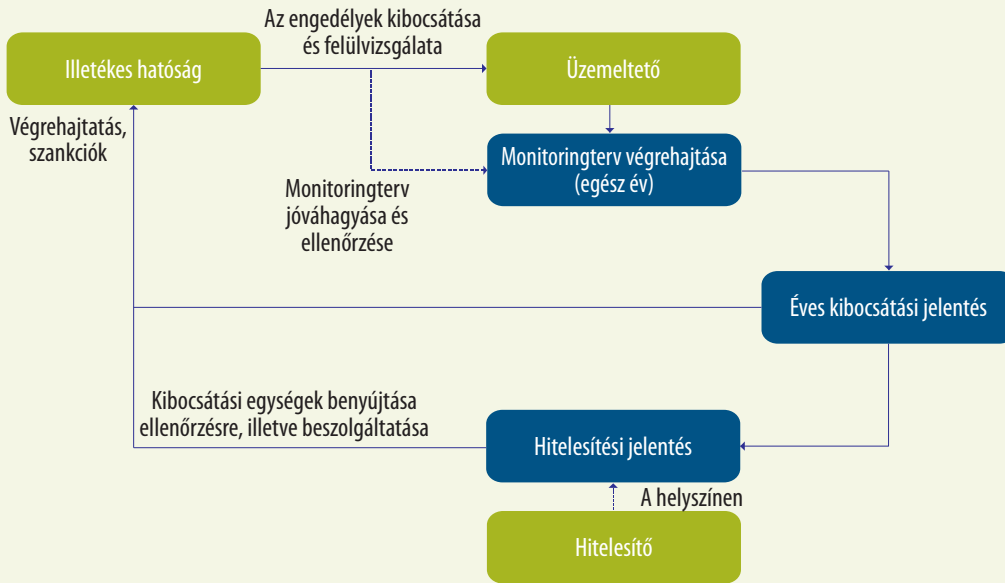 Az engedélyek kibocsátása
és felülvizsgálata
Illetékes hatóság
Üzemeltető
Végrehajtatás,
szankciók
Monitoringterv végrehajtása
(egész év)
Monitoringterv
jóváhagyása és
ellenőrzése
Éves kibocsátási jelentés
Kibocsátási egységek benyújtása
ellenőrzésre, illetve beszolgáltatása
Hitelesítési jelentés
A helyszínen
Hitelesítő